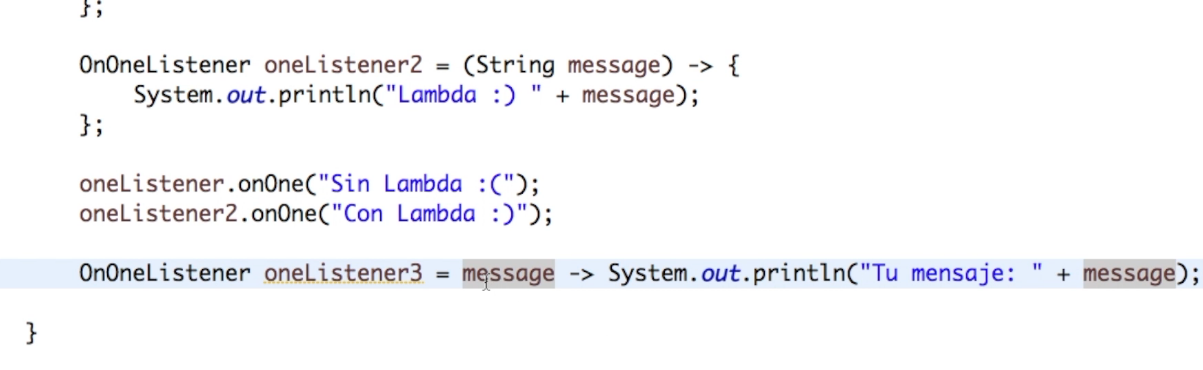 };
OnOneListener oneListener2 = (String message) -> {
System.out.println("Lambda :) " + message);
};
oneListener.onOne("Sin Lambda :(");
oneListener2.onOne("Con Lambda :)");
OnOneListener oneListener3 = message -> System.out.println("Tu mensaje: " + message);
}